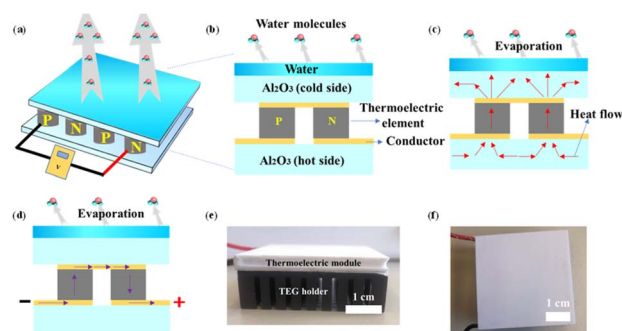 (a)
P
N
P
N
V
(b)
Water molecules
Water
Al2O3 (cold side)
P
N
Thermoelectric
element
Conductor
Al2O3 (hot side)
(c)
Evaporation
Heat flow
(d)
Evaporation
−
+
(e)
Thermoelectric module
TEG holder
1 cm
(f)
1 cm